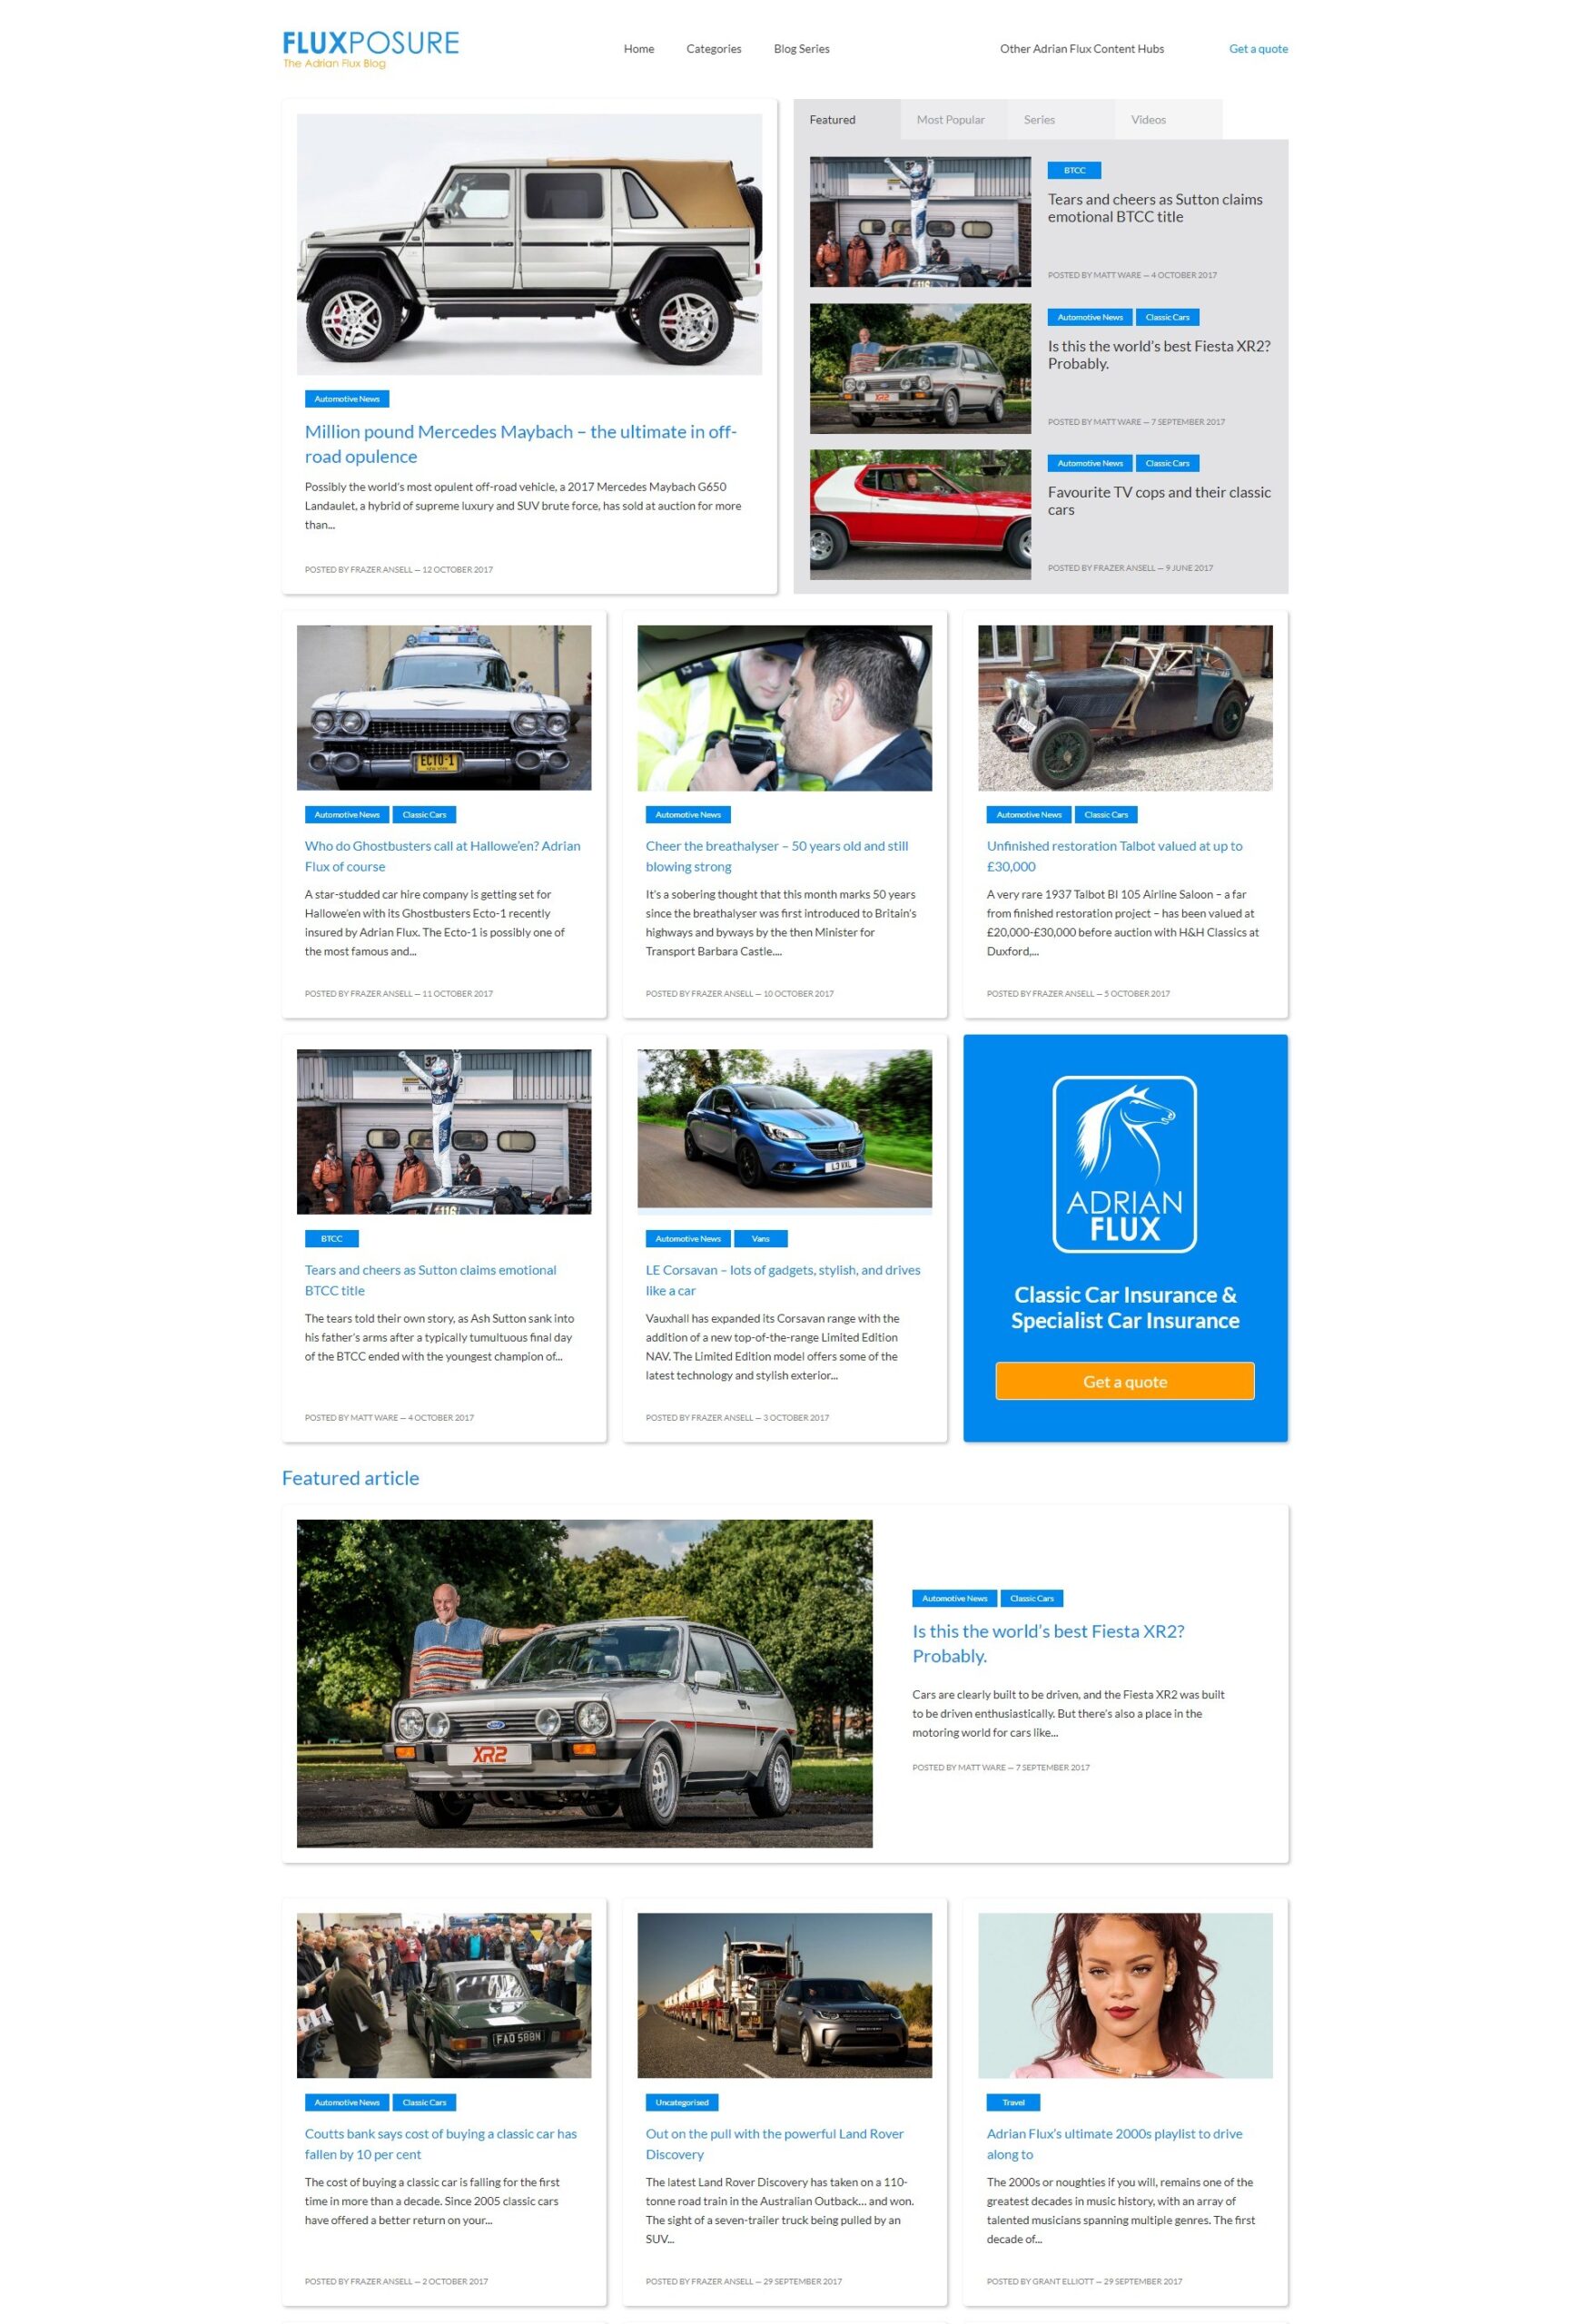 FLUXPOSURE
The Adrian Flux Blog
Home
Categories
Blog Series
Other Adrian Flux Content Hubs
Get a quote
Automotive News
Million pound Mercedes Maybach – the ultimate in off-
road opulence
Possibly the world's most opulent off-road vehicle, a 2017 Mercedes Maybach G650
Landaulet, a hybrid of supreme luxury and SUV brute force, has sold at auction for more
than...
POSTED BY FRAZER ANSELL — 12 OCTOBER 2017
Featured
Most Popular
Series
Videos
116
BTCC
Tears and cheers as Sutton claims
emotional BTCC title
POSTED BY MATT WARE — 4 OCTOBER 2017
XR2
Automotive News
Classic Cars
Is this the world's best Fiesta XR2?
Probably.
POSTED BY MATT WARE — 7 SEPTEMBER 2017
Automotive News
Classic Cars
Favourite TV cops and their classic
cars
POSTED BY FRAZER ANSELL — 9 JUNE 2017
ECTO-1
Automotive News
Classic Cars
Who do Ghostbusters call at Hallowe'en? Adrian
Flux of course
A star-studded car hire company is getting set for
Hallowe'en with its Ghostbusters Ecto-1 recently
insured by Adrian Flux. The Ecto-1 is possibly one of
the most famous and...
POSTED BY FRAZER ANSELL — 11 OCTOBER 2017
Automotive News
Cheer the breathalyser – 50 years old and still
blowing strong
It's a sobering thought that this month marks 50 years
since the breathalyser was first introduced to Britain's
highways and byways by the then Minister for
Transport Barbara Castle....
POSTED BY FRAZER ANSELL — 10 OCTOBER 2017
Automotive News
Classic Cars
Unfinished restoration Talbot valued at up to
£30,000
A very rare 1937 Talbot BI 105 Airline Saloon – a far
from finished restoration project – has been valued at
£20,000-£30,000 before auction with H&H Classics at
Duxford,...
POSTED BY FRAZER ANSELL — 5 OCTOBER 2017
32
116
BTCC
Tears and cheers as Sutton claims emotional
BTCC title
The tears told their own story, as Ash Sutton sank into
his father's arms after a typically tumultuous final day
of the BTCC ended with the youngest champion of...
POSTED BY MATT WARE — 4 OCTOBER 2017
L3 VXL
Automotive News
Vans
LE Corsavan – lots of gadgets, stylish, and drives
like a car
Vauxhall has expanded its Corsavan range with the
addition of a new top-of-the-range Limited Edition
NAV. The Limited Edition model offers some of the
latest technology and stylish exterior...
POSTED BY FRAZER ANSELL — 3 OCTOBER 2017
ADRIAN
FLUX
Classic Car Insurance &
Specialist Car Insurance
Get a quote
Featured article
Ford
XR2
Automotive News
Classic Cars
Is this the world's best Fiesta XR2?
Probably.
Cars are clearly built to be driven, and the Fiesta XR2 was built
to be driven enthusiastically. But there's also a place in the
motoring world for cars like...
POSTED BY MATT WARE — 7 SEPTEMBER 2017
FAO 588N
Automotive News
Classic Cars
Coutts bank says cost of buying a classic car has
fallen by 10 per cent
The cost of buying a classic car is falling for the first
time in more than a decade. Since 2005 classic cars
have offered a better return on your...
POSTED BY FRAZER ANSELL — 2 OCTOBER 2017
Uncategorised
Out on the pull with the powerful Land Rover
Discovery
The latest Land Rover Discovery has taken on a 110-
tonne road train in the Australian Outback... and won.
The sight of a seven-trailer truck being pulled by an
SUV...
POSTED BY FRAZER ANSELL — 29 SEPTEMBER 2017
Travel
Adrian Flux's ultimate 2000s playlist to drive
along to
The 2000s or noughties if you will, remains one of the
greatest decades in music history, with an array of
talented musicians spanning multiple genres. The first
decade of...
POSTED BY GRANT ELLIOTT — 29 SEPTEMBER 2017